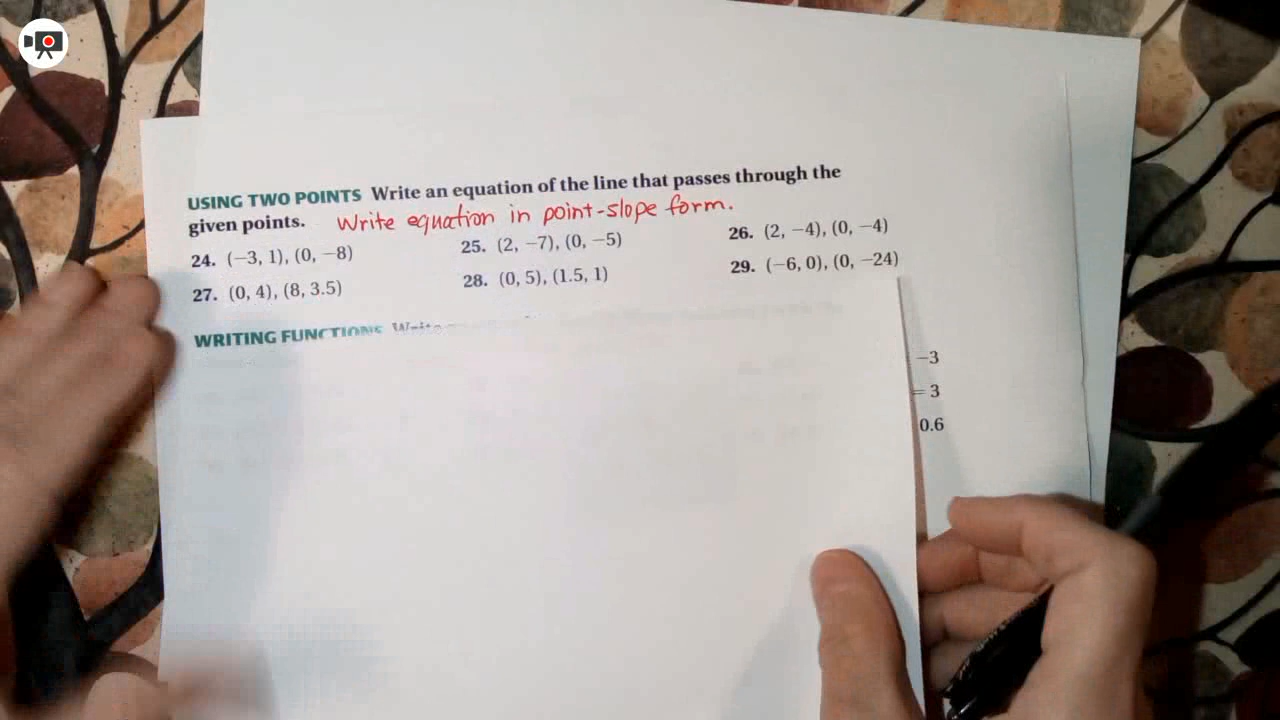 USING TWO POINTS Write an equation of the line that passes through the
given points. Write equation in point-slope form.
24. (−3, 1), (0, −8) 25. (2, −7), (0, −5) 26. (2, −4), (0, −4)
27. (0, 4), (8, 3.5) 28. (0, 5), (1.5, 1) 29. (−6, 0), (0, −24)
WRITING FUNCTIONS Write
−3
= 3
0.6